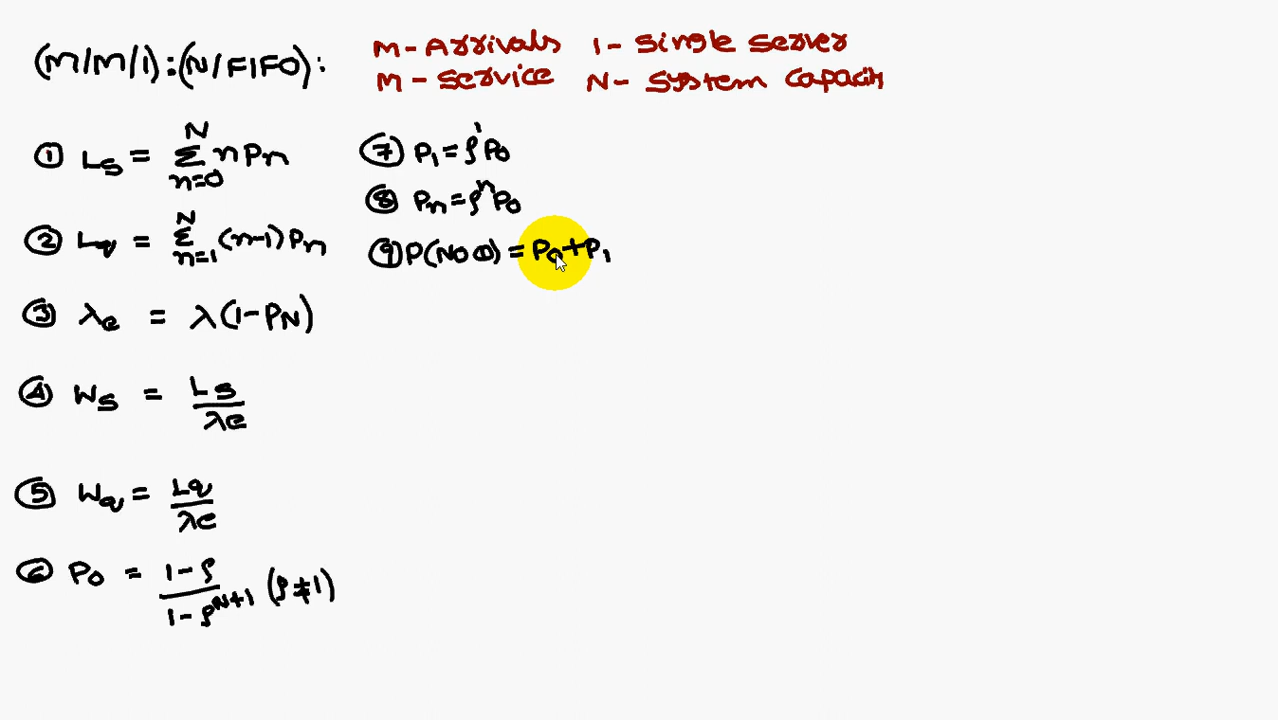 (M/M/1):(N/FIFO):
M - Arrivals 1 - Single Server
M - Service N - System Capacity
① Ls = Σ_{n=0}^{N} n Pn
② Lq = Σ_{n=1}^{N} (n-1) Pn
③ λe = λ(1-PN)
④ Ws = Ls/λe
⑤ Wq = Lq/λe
⑥ P0 = (1-ρ)/(1-ρ^{N+1}) (ρ≠1)
⑦ P1 = ρ^1 P0
⑧ Pn = ρ^n P0
⑨ P(No Q) = P0+P1